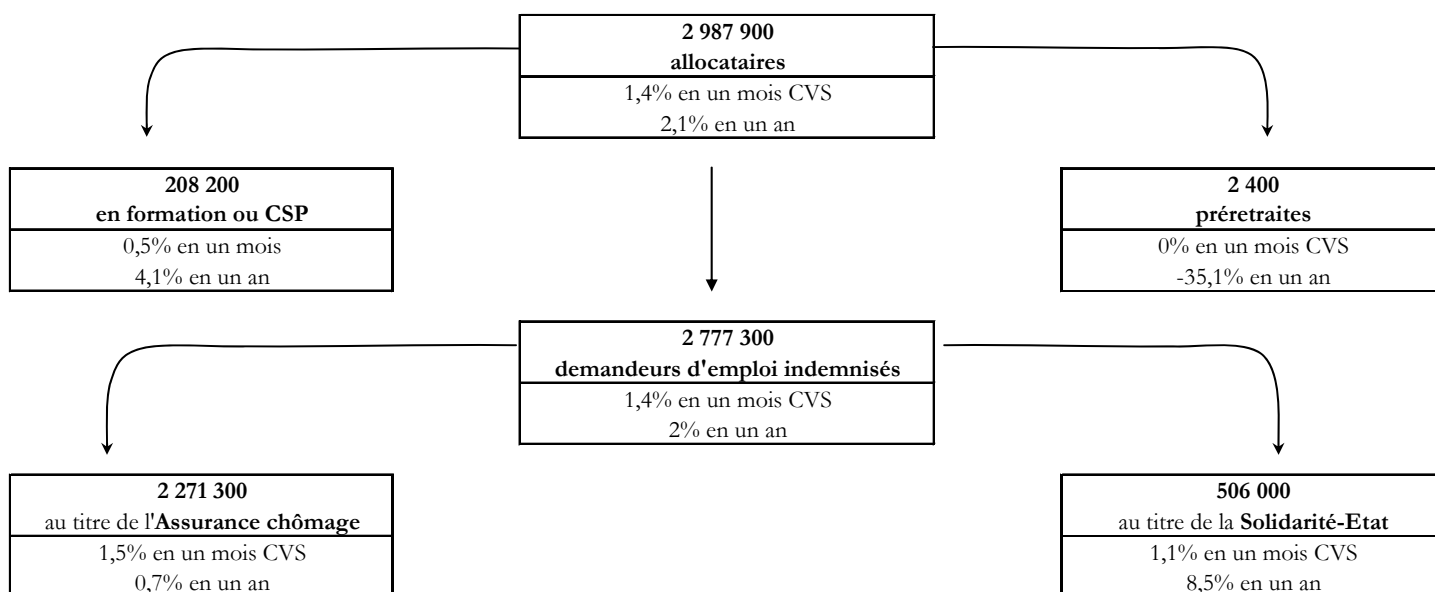 2 987 900
allocataires
1,4% en un mois CVS
2,1% en un an
208 200
en formation ou CSP
0,5% en un mois
4,1% en un an
2 400
préretraites
0% en un mois CVS
-35,1% en un an
2 777 300
demandeurs d'emploi indemnisés
1,4% en un mois CVS
2% en un an
2 271 300
au titre de l'Assurance chômage
1,5% en un mois CVS
0,7% en un an
506 000
au titre de la Solidarité-Etat
1,1% en un mois CVS
8,5% en un an